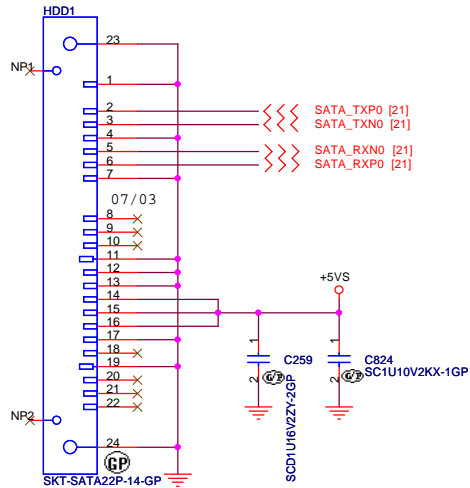 HDD1
23
NP1
1
2 SATA_TXP0 [21]
3 SATA_TXN0 [21]
4
5 SATA_RXN0 [21]
6 SATA_RXP0 [21]
7
07/03
8
9
10
11
12
13
+5VS
14
15
16
17
18
19
20
21
22
1 C259
2 G/P
SCD1U16V2ZY-2GP
1 C824
SC1U10V2KX-1GP
2 G/P
NP2
24
GP
SKT-SATA22P-14-GP